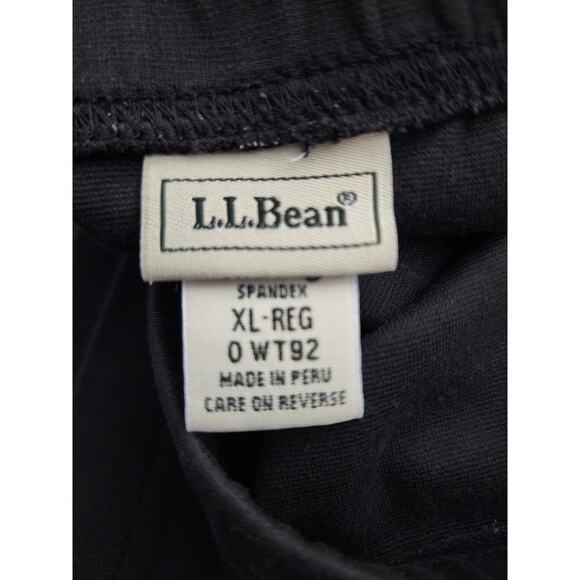 L.L.Bean®
SPANDEX
XL-REG
0 WT92
MADE IN PERU
CARE ON REVERSE